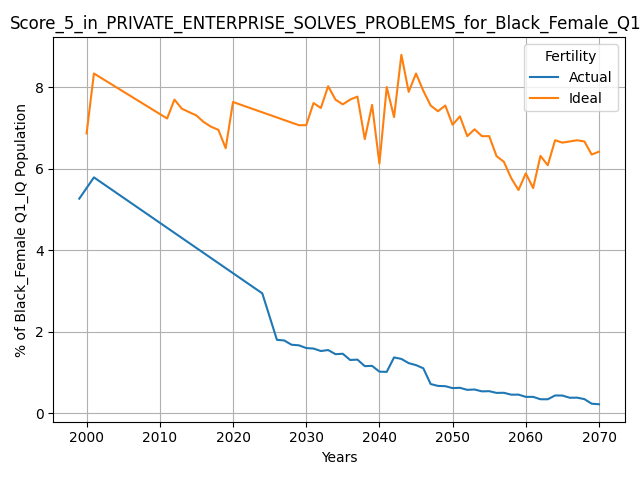 Score_5_in_PRIVATE_ENTERPRISE_SOLVES_PROBLEMS_for_Black_Female_Q1
Fertility
Actual
Ideal
% of Black_Female Q1_IQ Population
8
6
4
2
0
2000 2010 2020 2030 2040 2050 2060 2070
Years